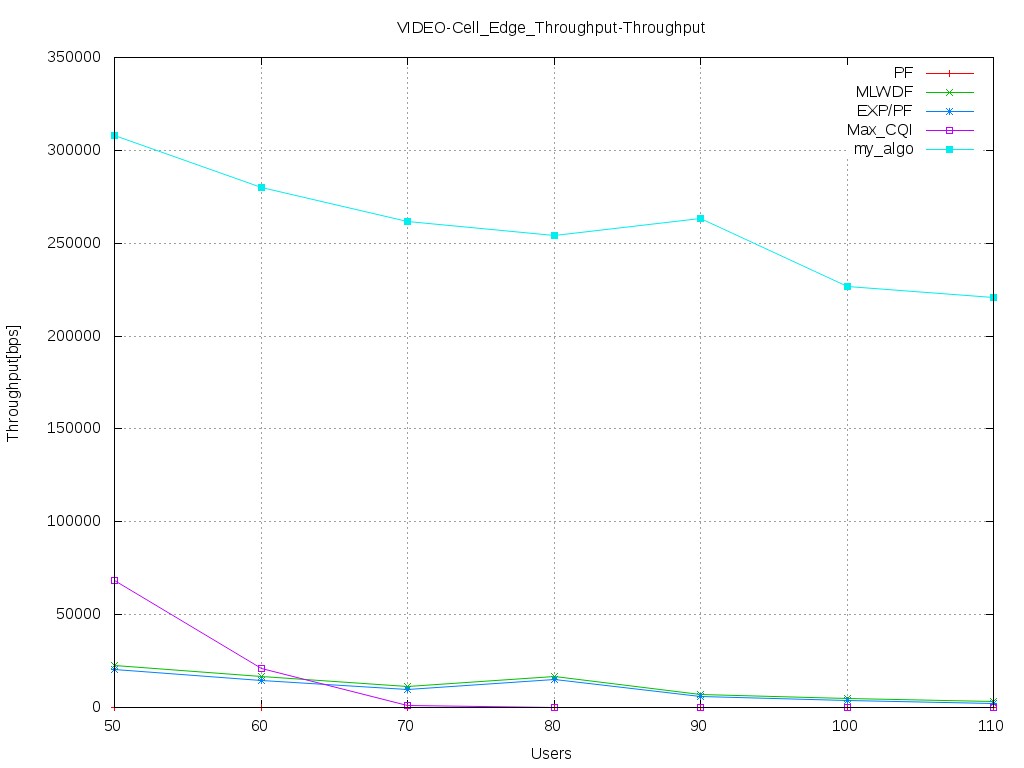 VIDEO-Cell_Edge_Throughput-Throughput
350000
300000
250000
200000
150000
100000
50000
0
Throughput[bps]
PF
MLWDF
EXP/PF
Max_CQI
my_algo
50 60 70 80 90 100 110
Users